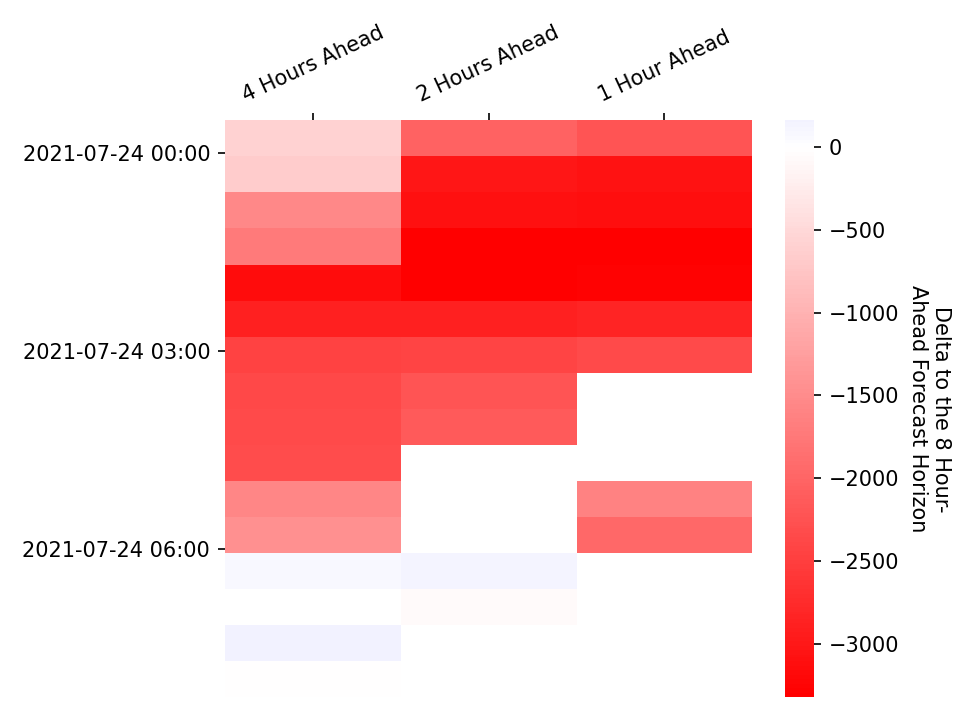 4 Hours Ahead
2 Hours Ahead
1 Hour Ahead
2021-07-24 00:00
2021-07-24 03:00
2021-07-24 06:00
0
−500
−1000
−1500
−2000
−2500
−3000
Delta to the 8 Hour-
Ahead Forecast Horizon